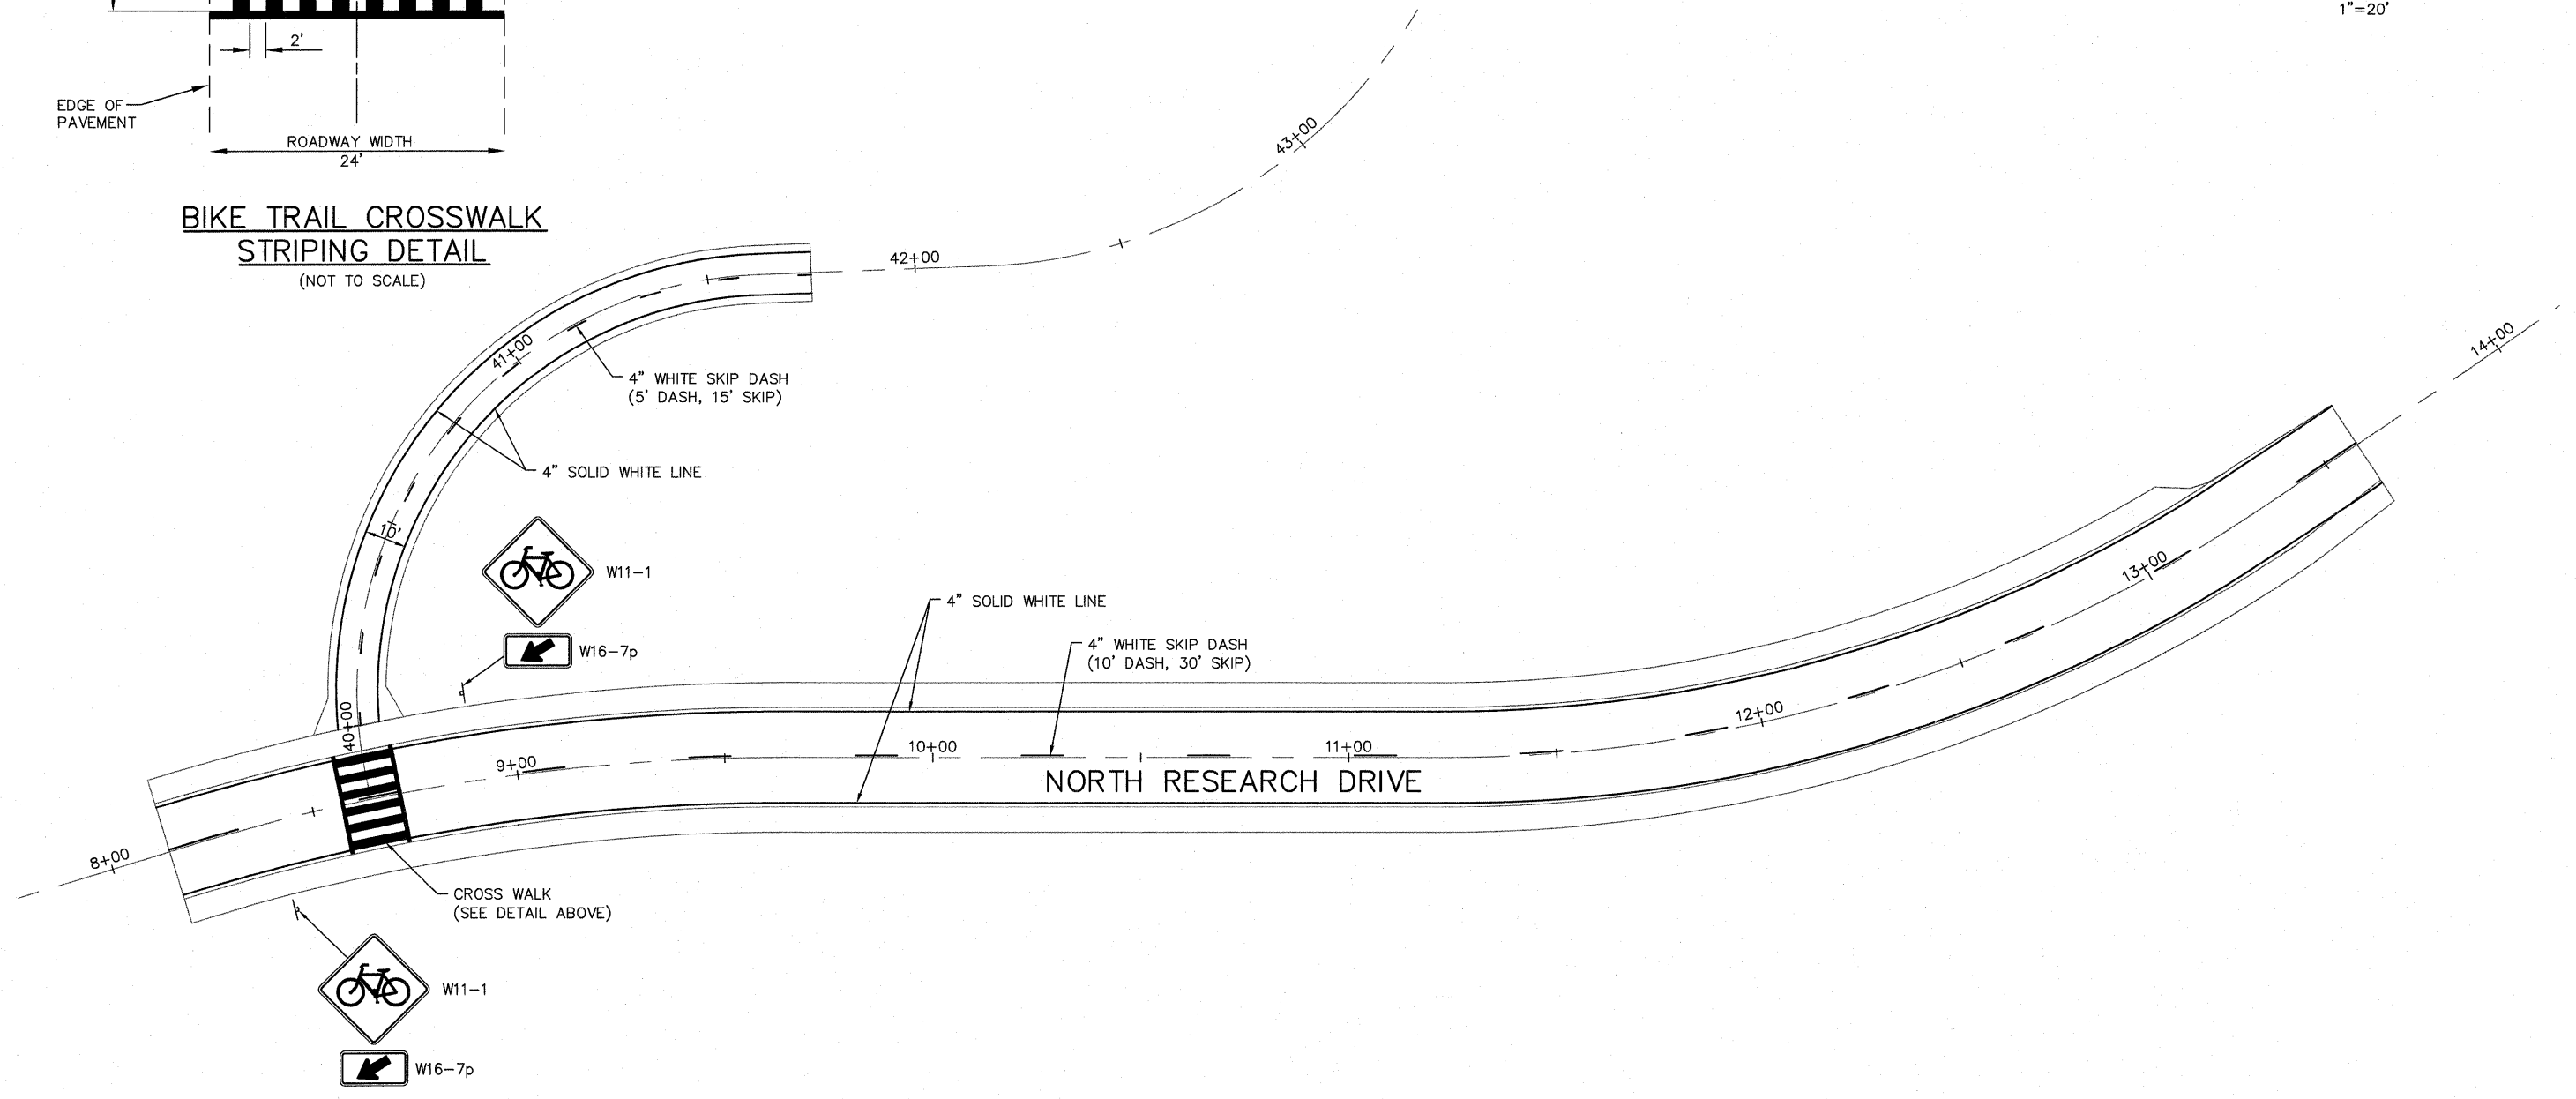 1"=20'
2'
EDGE OF
PAVEMENT
ROADWAY WIDTH
24'
BIKE TRAIL CROSSWALK
STRIPING DETAIL
(NOT TO SCALE)
43+00
42+00
41+00
4" WHITE SKIP DASH
(5' DASH, 15' SKIP)
4" SOLID WHITE LINE
10'
W11-1
W16-7p
4" SOLID WHITE LINE
4" WHITE SKIP DASH
(10' DASH, 30' SKIP)
14+00
13+00
12+00
11+00
10+00
9+00
40+00
8+00
NORTH RESEARCH DRIVE
CROSS WALK
(SEE DETAIL ABOVE)
W11-1
W16-7p